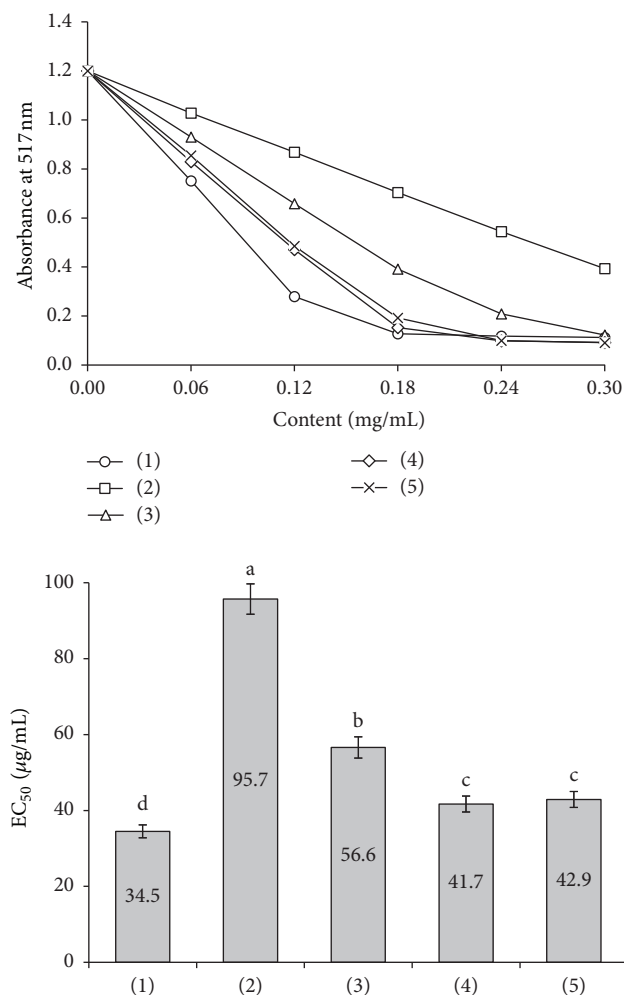 Absorbance at 517 nm
1.4
1.2
1.0
0.8
0.6
0.4
0.2
0.0
0.00 0.06 0.12 0.18 0.24 0.30
Content (mg/mL)
(1) (4)
(2) (5)
(3)
EC50 (µg/mL)
100
80
60
40
20
0
d a b c c
34.5 95.7 56.6 41.7 42.9
(1) (2) (3) (4) (5)